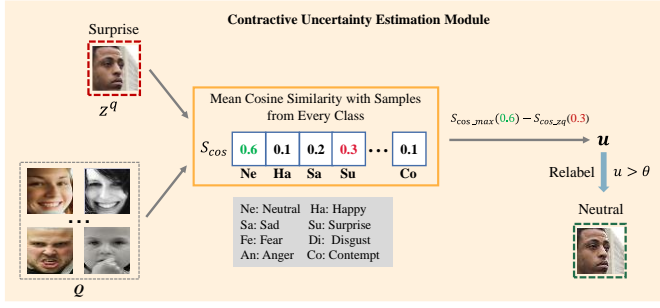 Contractive Uncertainty Estimation Module
Surprise
z^q
Mean Cosine Similarity with Samples
from Every Class
S_cos 0.6 0.1 0.2 0.3 ••• 0.1
Ne Ha Sa Su Co
S_cos_max(0.6) − S_cos_zq(0.3)
u
Relabel u > θ
Neutral
...
Q
Ne: Neutral Ha: Happy
Sa: Sad Su: Surprise
Fe: Fear Di: Disgust
An: Anger Co: Contempt